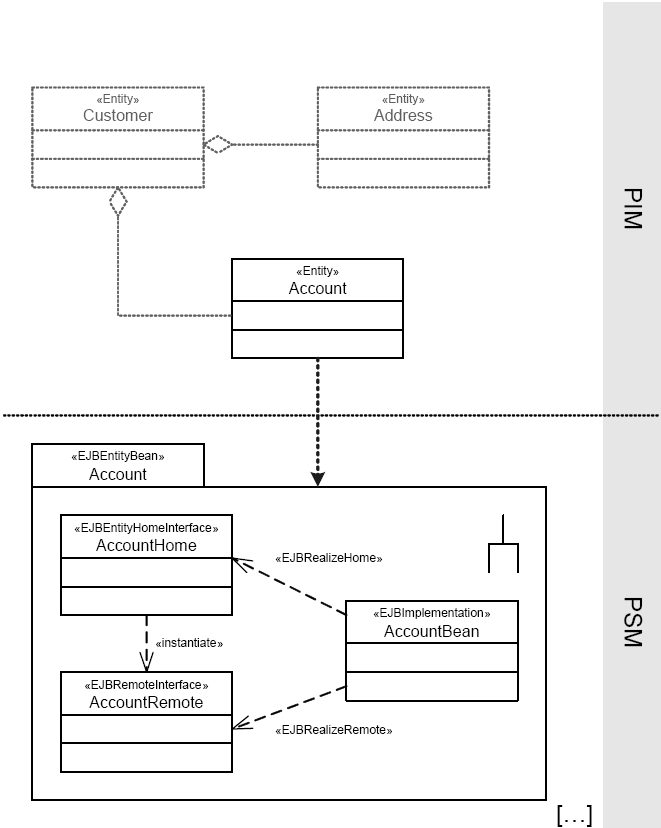 «Entity»
Customer
«Entity»
Address
PIM
«Entity»
Account
«EJBEntityBean»
Account
«EJBEntityHomeInterface»
AccountHome
«EJBRealizeHome»
«EJBImplementation»
AccountBean
PSM
«instantiate»
«EJBRemoteInterface»
AccountRemote
«EJBRealizeRemote»
[...]